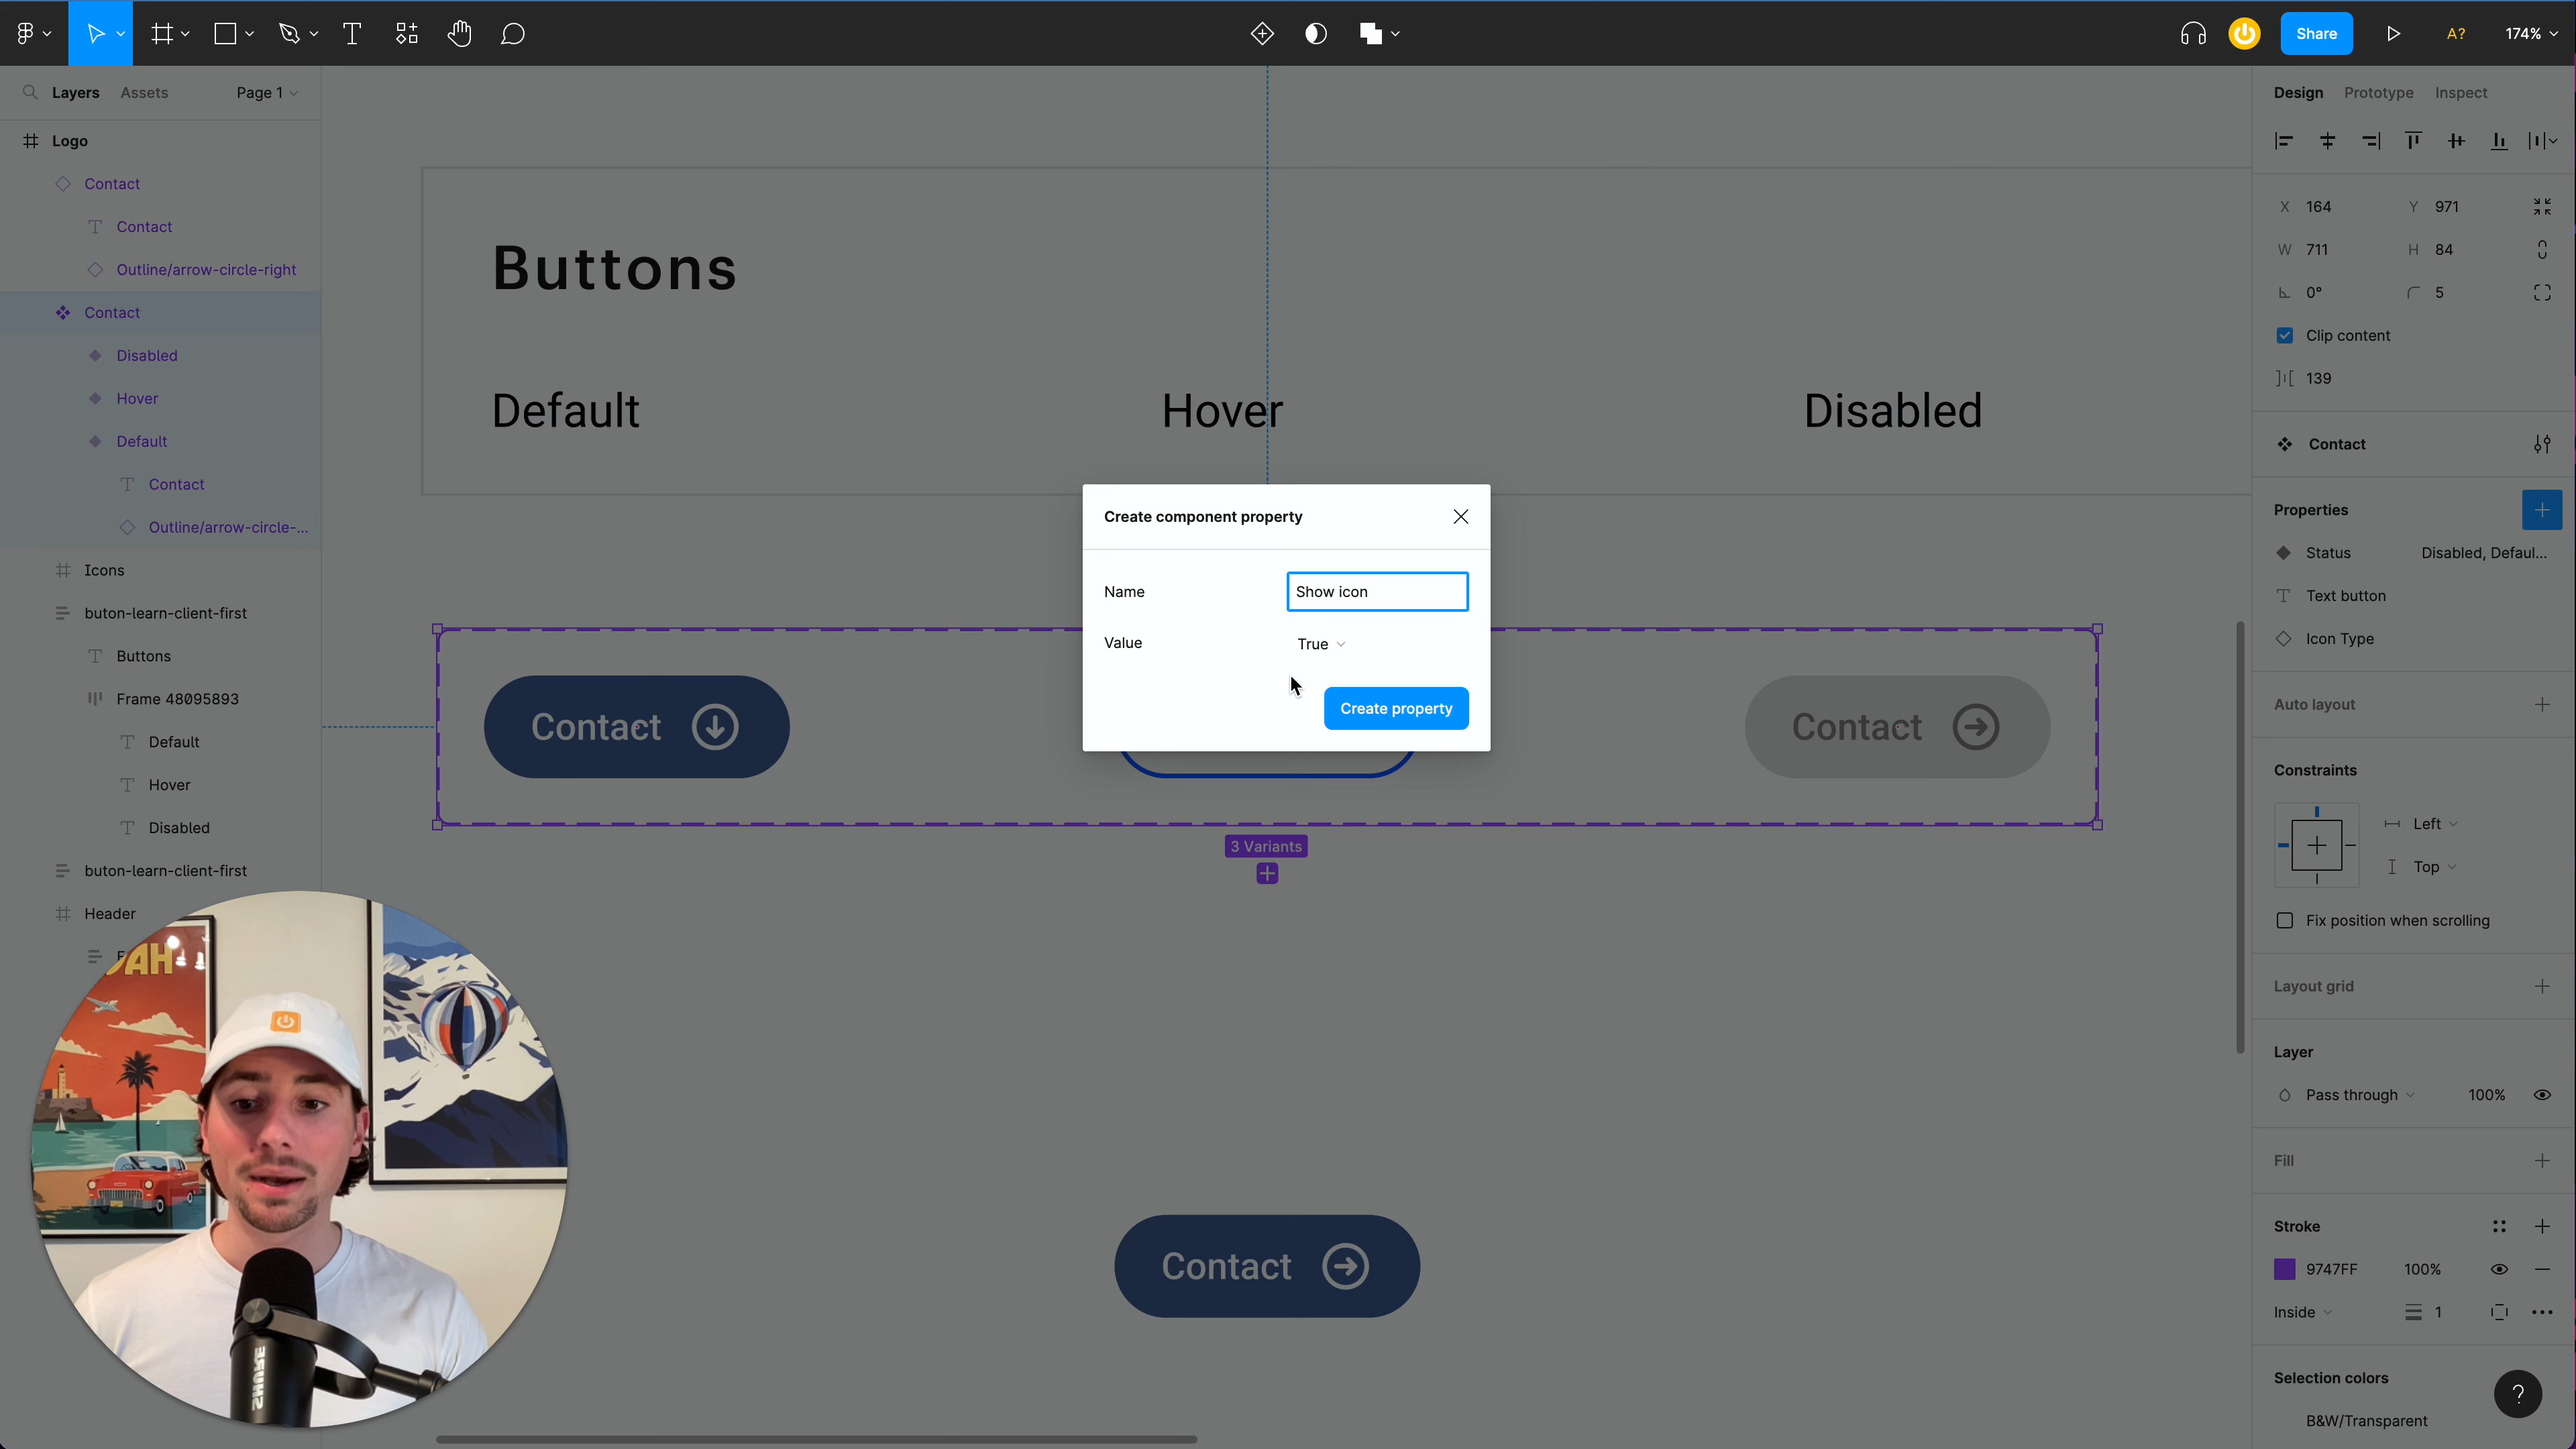 Share
A?
174%
Layers
Assets
Page 1
Logo
Contact
Contact
Outline/arrow-circle-right
Contact
Disabled
Hover
Default
Contact
Outline/arrow-circle-...
Icons
buton-learn-client-first
Buttons
Frame 48095893
Default
Hover
Disabled
buton-learn-client-first
Header
Buttons
Default
Hover
Disabled
Create component property
Name
Show icon
Value
True
Create property
Contact
Contact
3 Variants
Contact
Design
Prototype
Inspect
X 164
Y 971
W 711
H 84
0°
5
Clip content
139
Contact
Properties
Status
Disabled, Defaul...
Text button
Icon Type
Auto layout
Constraints
Left
Top
Fix position when scrolling
Layout grid
Layer
Pass through
100%
Fill
Stroke
9747FF
100%
Inside
1
Selection colors
B&W/Transparent
?
SHURE